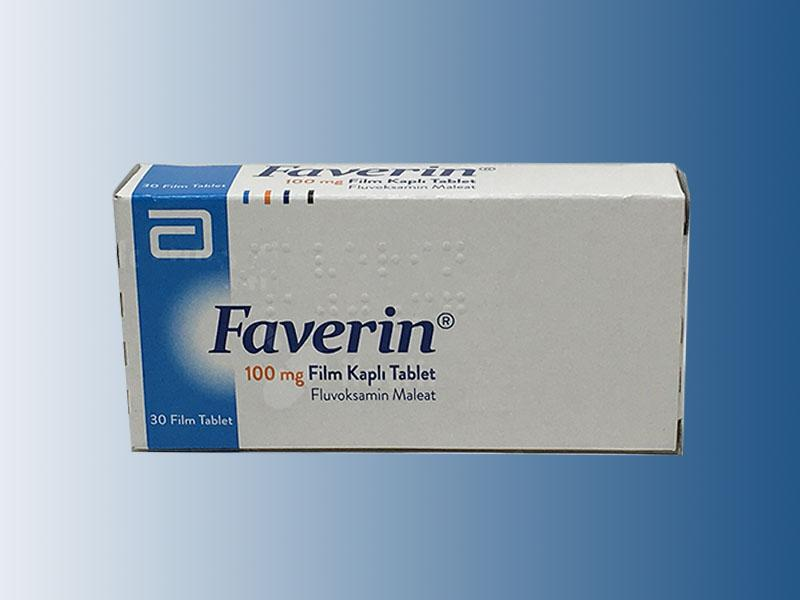 30 Film Tablet
Faverin®
100 mg Film Kaplı Tablet
Fluvoksamin Maleat
Faverin®
100 mg Film Kaplı Tablet
Fluvoksamin Maleat
30 Film Tablet